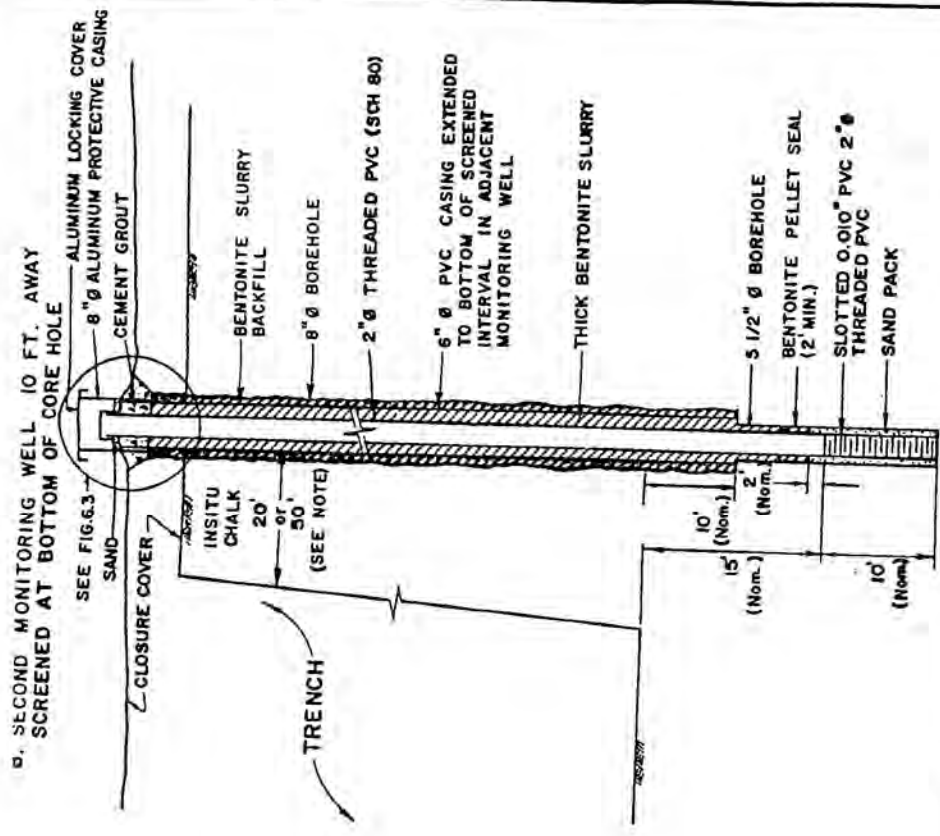 B. SECOND MONITORING WELL 10 FT. AWAY
SCREENED AT BOTTOM OF CORE HOLE
SEE FIG. 6.3
SAND
CLOSURE COVER
ALUMINUM LOCKING COVER
8" Ø ALUMINUM PROTECTIVE CASING
CEMENT GROUT
INSITU
CHALK
20'
or
50'
(SEE NOTE)
TRENCH
BENTONITE SLURRY
BACKFILL
8" Ø BOREHOLE
2" Ø THREADED PVC (SCH 80)
6" Ø PVC CASING EXTENDED
TO BOTTOM OF SCREENED
INTERVAL IN ADJACENT
MONITORING WELL
THICK BENTONITE SLURRY
10'
(Nom.)
2'
(Nom.)
15'
(Nom.)
10'
(Nom)
5 1/2" Ø BOREHOLE
BENTONITE PELLET SEAL
(2' MIN.)
SLOTTED 0.010" PVC 2" Ø
THREADED PVC
SAND PACK